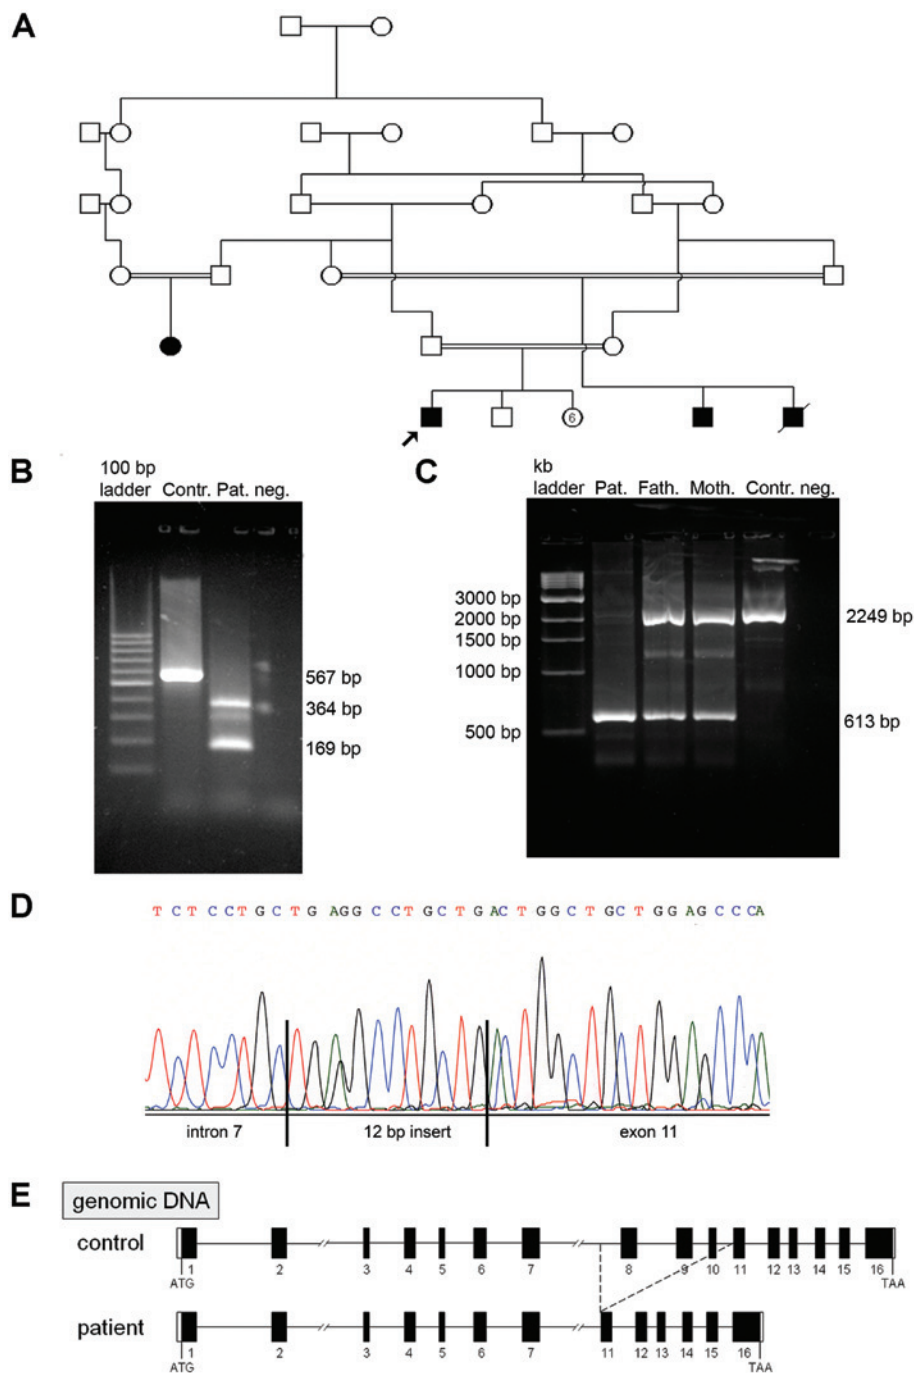 A
6
B
100 bp
ladder Contr. Pat. neg.
567 bp
364 bp
169 bp
C
kb
ladder Pat. Fath. Moth. Contr. neg.
3000 bp
2000 bp
1500 bp
1000 bp
500 bp
2249 bp
613 bp
D
T C T C C T G C T G A G G C C T G C T G A C T G G C T G C T G G A G C C C A
intron 7 12 bp insert exon 11
E
genomic DNA
control
1 2 3 4 5 6 7 8 9 10 11 12 13 14 15 16
ATG TAA
patient
1 2 3 4 5 6 7 11 12 13 14 15 16
ATG TAA